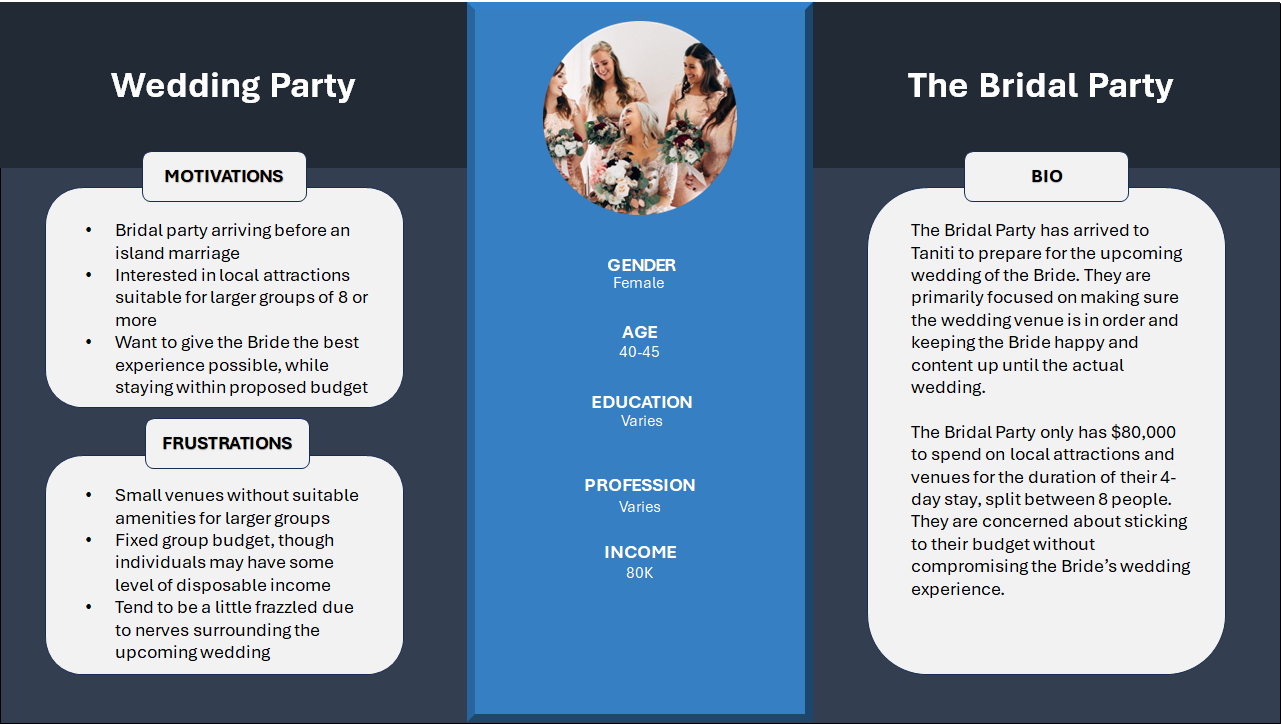 Wedding Party
MOTIVATIONS
• Bridal party arriving before an
island marriage
• Interested in local attractions
suitable for larger groups of 8 or
more
• Want to give the Bride the best
experience possible, while
staying within proposed budget
FRUSTRATIONS
• Small venues without suitable
amenities for larger groups
• Fixed group budget, though
individuals may have some
level of disposable income
• Tend to be a little frazzled due
to nerves surrounding the
upcoming wedding
GENDER
Female
AGE
40-45
EDUCATION
Varies
PROFESSION
Varies
INCOME
80K
The Bridal Party
BIO
The Bridal Party has arrived to
Taniti to prepare for the upcoming
wedding of the Bride. They are
primarily focused on making sure
the wedding venue is in order and
keeping the Bride happy and
content up until the actual
wedding.
The Bridal Party only has $80,000
to spend on local attractions and
venues for the duration of their 4-
day stay, split between 8 people.
They are concerned about sticking
to their budget without
compromising the Bride’s wedding
experience.